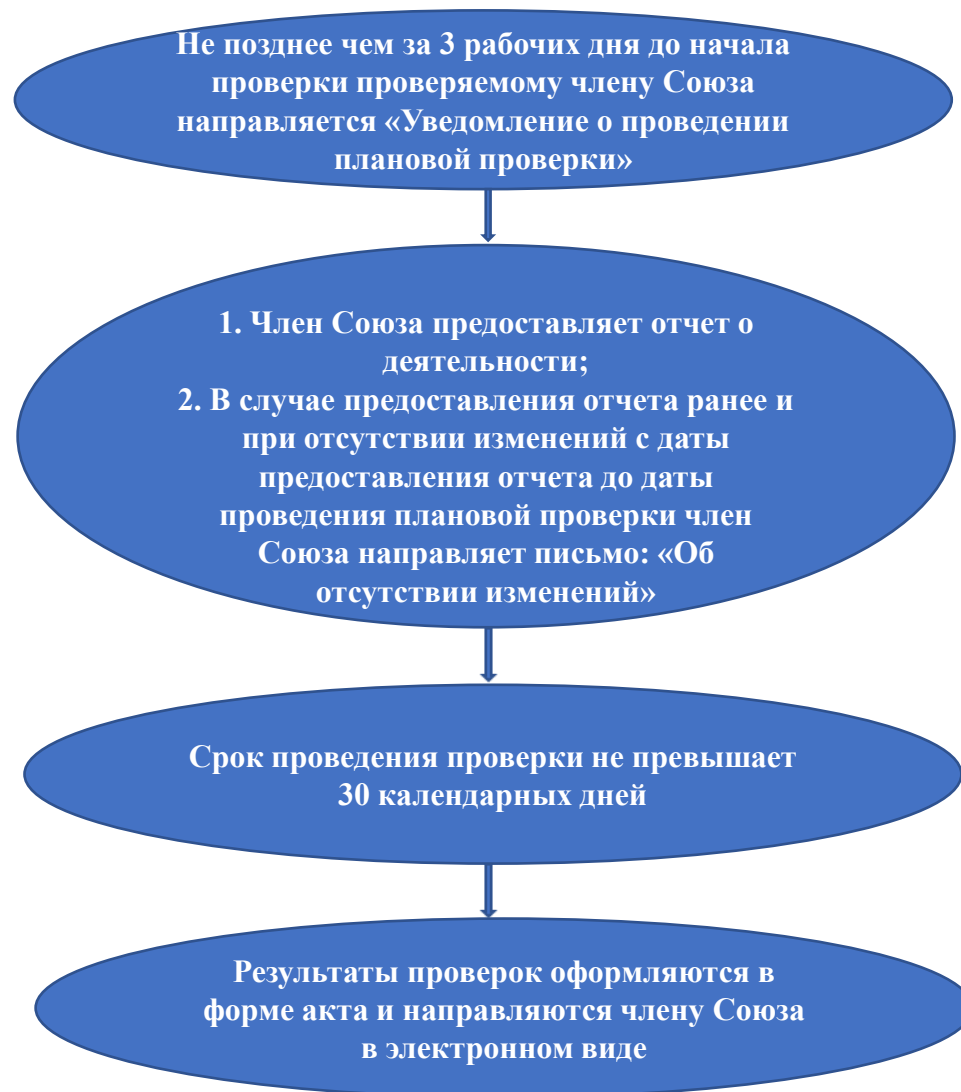 Не позднее чем за 3 рабочих дня до начала
проверки проверяемому члену Союза
направляется «Уведомление о проведении
плановой проверки»
1. Член Союза предоставляет отчет о
деятельности;
2. В случае предоставления отчета ранее и
при отсутствии изменений с даты
предоставления отчета до даты
проведения плановой проверки член
Союза направляет письмо: «Об
отсутствии изменений»
Срок проведения проверки не превышает
30 календарных дней
Результаты проверок оформляются в
форме акта и направляются члену Союза
в электронном виде